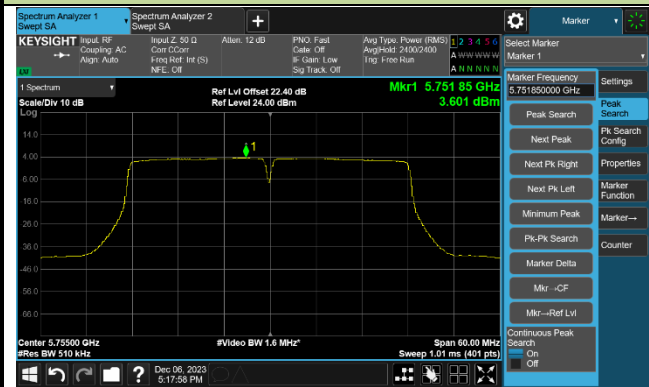 Spectrum Analyzer 1
Swept SA
Spectrum Analyzer 2
Swept SA
+
Marker
KEYSIGHT
Input: RF
Coupling: AC
Align: Auto
Input Z: 50 Ω
Corr CCorr
Freq Ref: Int (S)
NFE: Off
Atten: 12 dB
PNO: Fast
Gate: Off
IF Gain: Low
Sig Track: Off
Avg Type: Power (RMS)
Avg|Hold: 2400/2400
Trig: Free Run
1 2 3 4 5 6
A W W W W W
A N N N N N
Select Marker
Marker 1
1 Spectrum
Scale/Div 10 dB
Log
Ref Lvl Offset 22.40 dB
Ref Level 24.00 dBm
Mkr1 5.751 85 GHz
3.601 dBm
Marker Frequency
5.751850000 GHz
Peak Search
Next Peak
Next Pk Right
Next Pk Left
Minimum Peak
Pk-Pk Search
Marker Delta
Mkr→CF
Mkr→Ref Lvl
Continuous Peak
Search
On
Off
Settings
Peak
Search
Pk Search
Config
Properties
Marker
Function
Marker→
Counter
1
14.0
4.00
-6.00
-16.0
-26.0
-36.0
-46.0
-56.0
-66.0
Center 5.75500 GHz
#Res BW 510 kHz
#Video BW 1.6 MHz*
Span 60.00 MHz
Sweep 1.01 ms (401 pts)
?
Dec 06, 2023
5:17:58 PM